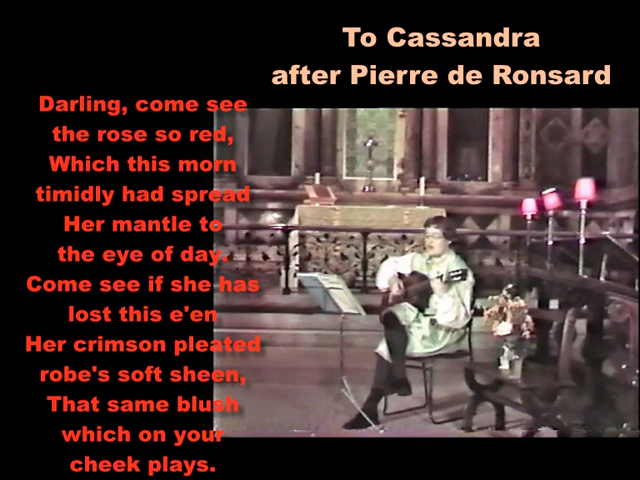 To Cassandra
after Pierre de Ronsard
Darling, come see
the rose so red,
Which this morn
timidly had spread
Her mantle to
the eye of day.
Come see if she has
lost this e'en
Her crimson pleated
robe's soft sheen,
That same blush
which on your
cheek plays.